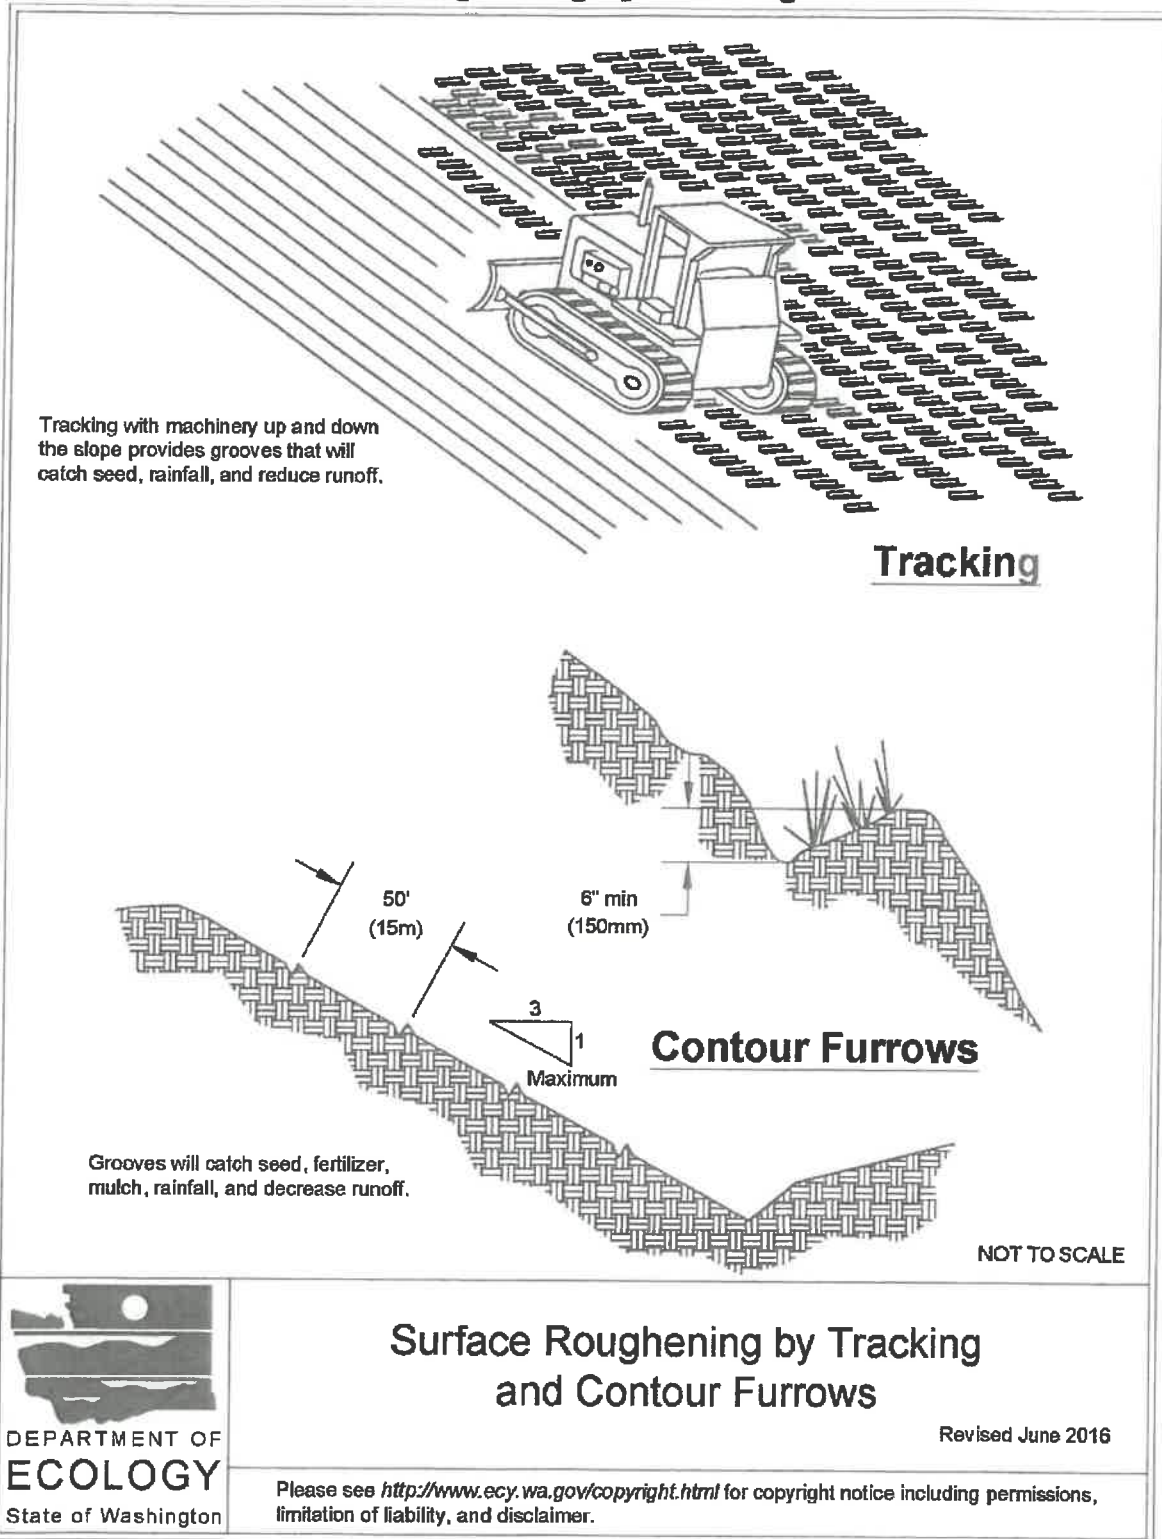 Tracking with machinery up and down
the slope provides grooves that will
catch seed, rainfall, and reduce runoff.
Tracking
50'
(15m)
6" min
(150mm)
3
1
Maximum
Contour Furrows
Grooves will catch seed, fertilizer,
mulch, rainfall, and decrease runoff.
NOT TO SCALE
DEPARTMENT OF
ECOLOGY
State of Washington
Surface Roughening by Tracking
and Contour Furrows
Revised June 2016
Please see http://www.ecy.wa.gov/copyright.html for copyright notice including permissions,
limitation of liability, and disclaimer.